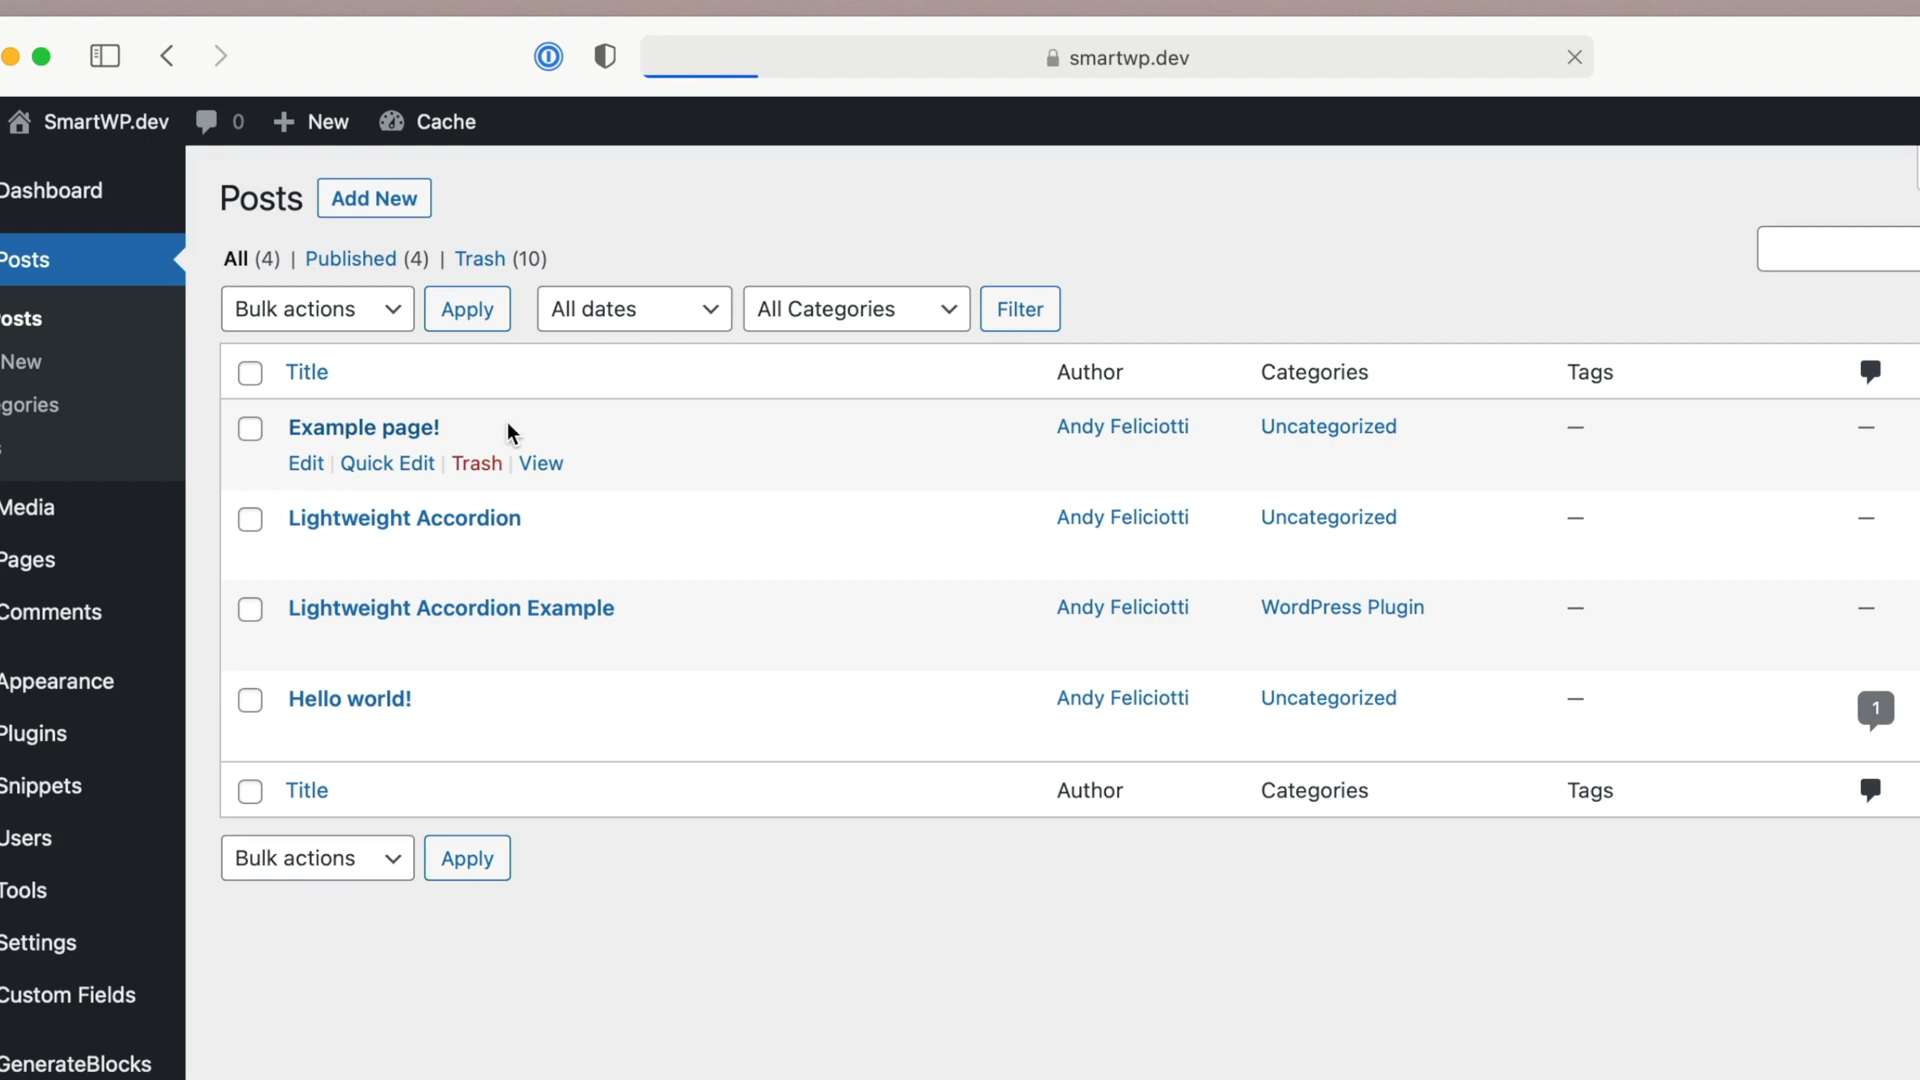 smartwp.dev
SmartWP.dev 0 New Cache
Dashboard
Posts
osts
New
gories
s
Media
Pages
Comments
Appearance
Plugins
Snippets
Users
Tools
Settings
Custom Fields
GenerateBlocks
Posts Add New
All (4) | Published (4) | Trash (10)
Bulk actions Apply All dates All Categories Filter
Title Author Categories Tags
Example page! Andy Feliciotti Uncategorized — —
Edit | Quick Edit | Trash | View
Lightweight Accordion Andy Feliciotti Uncategorized — —
Lightweight Accordion Example Andy Feliciotti WordPress Plugin — —
Hello world! Andy Feliciotti Uncategorized — 1
Title Author Categories Tags
Bulk actions Apply